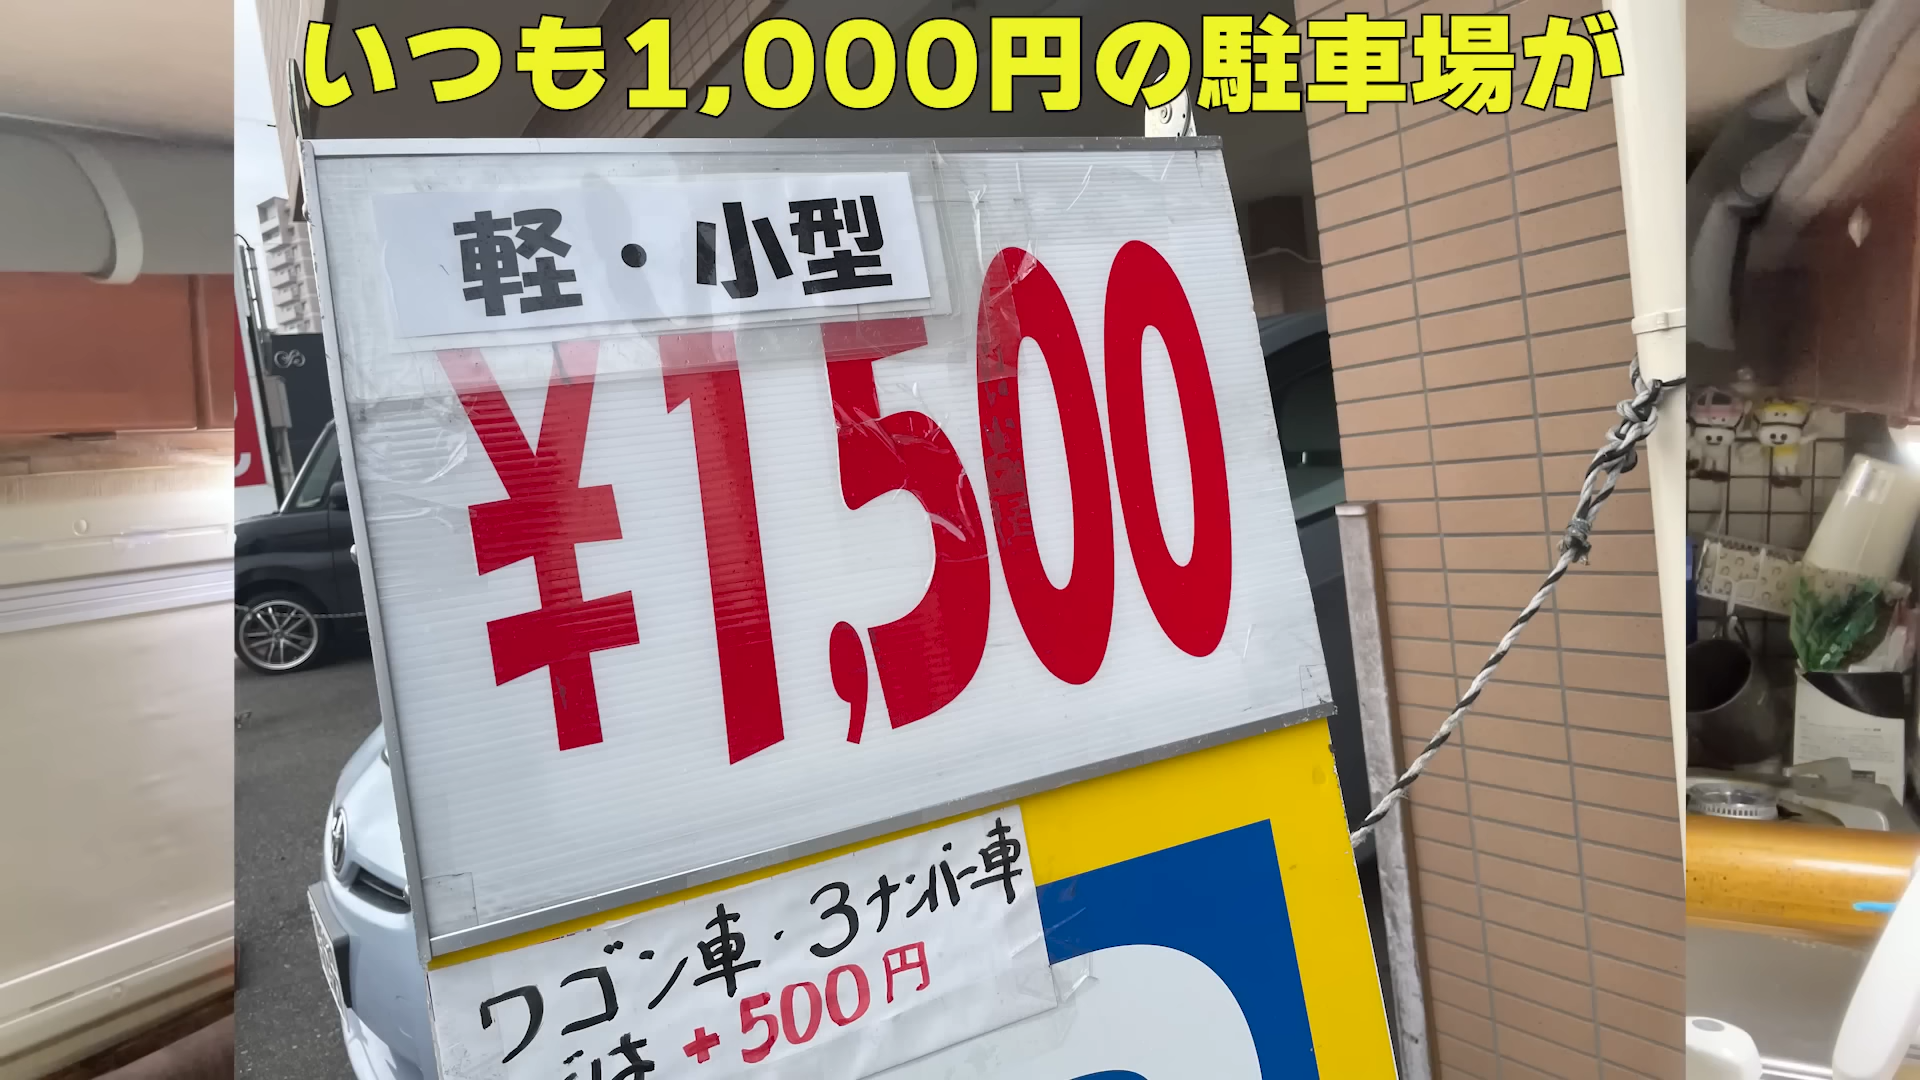 いつも1,000円の駐車場が
軽・小型
¥1,500
ワゴン車・3ナンバー車
は+500円